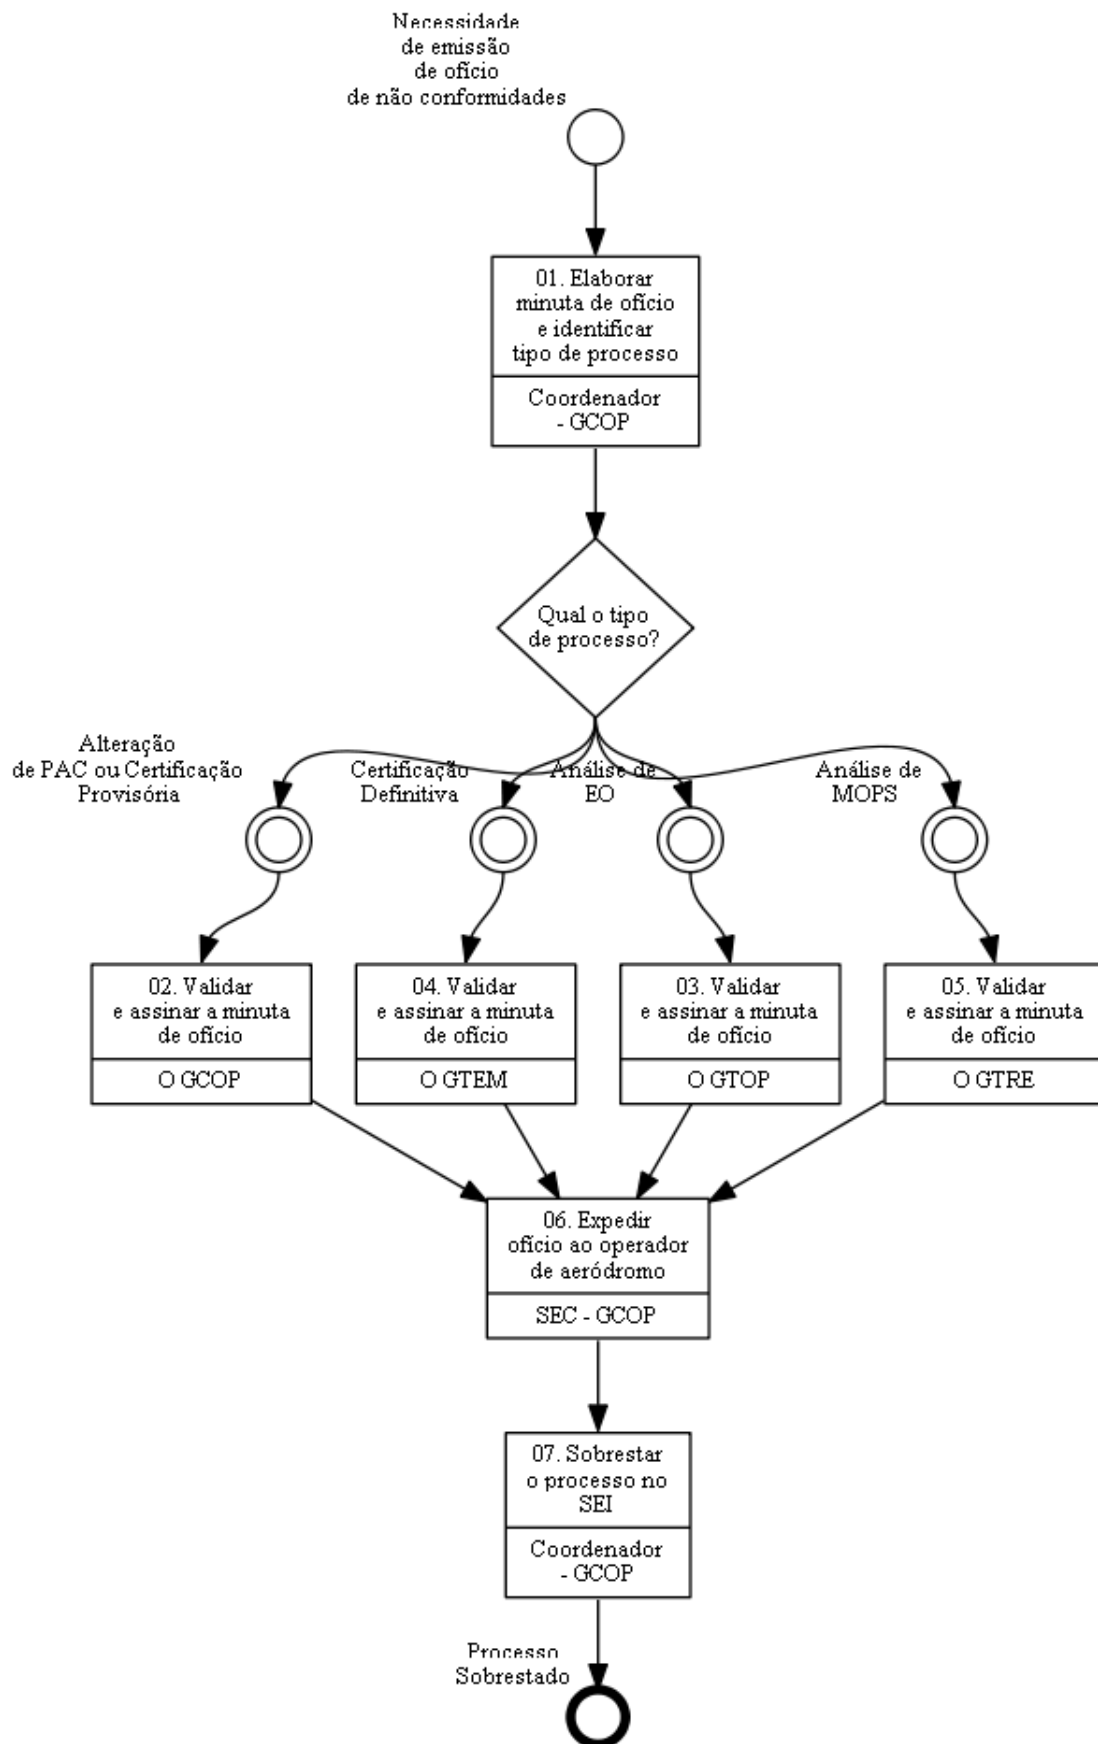 Necessidade
de emissão
de ofício
de não conformidades
01. Elaborar
minuta de ofício
e identificar
tipo de processo
Coordenador
- GCOP
Qual o tipo
de processo?
Alteração
de PAC ou Certificação
Provisória
Certificação
Definitiva
Análise de
EO
Análise de
MOPS
02. Validar
e assinar a minuta
de ofício
O GCOP
04. Validar
e assinar a minuta
de ofício
O GTEM
03. Validar
e assinar a minuta
de ofício
O GTOP
05. Validar
e assinar a minuta
de ofício
O GTRE
06. Expedir
ofício ao operador
de aeródromo
SEC - GCOP
07. Sobrestar
o processo no
SEI
Coordenador
- GCOP
Processo
Sobrestado